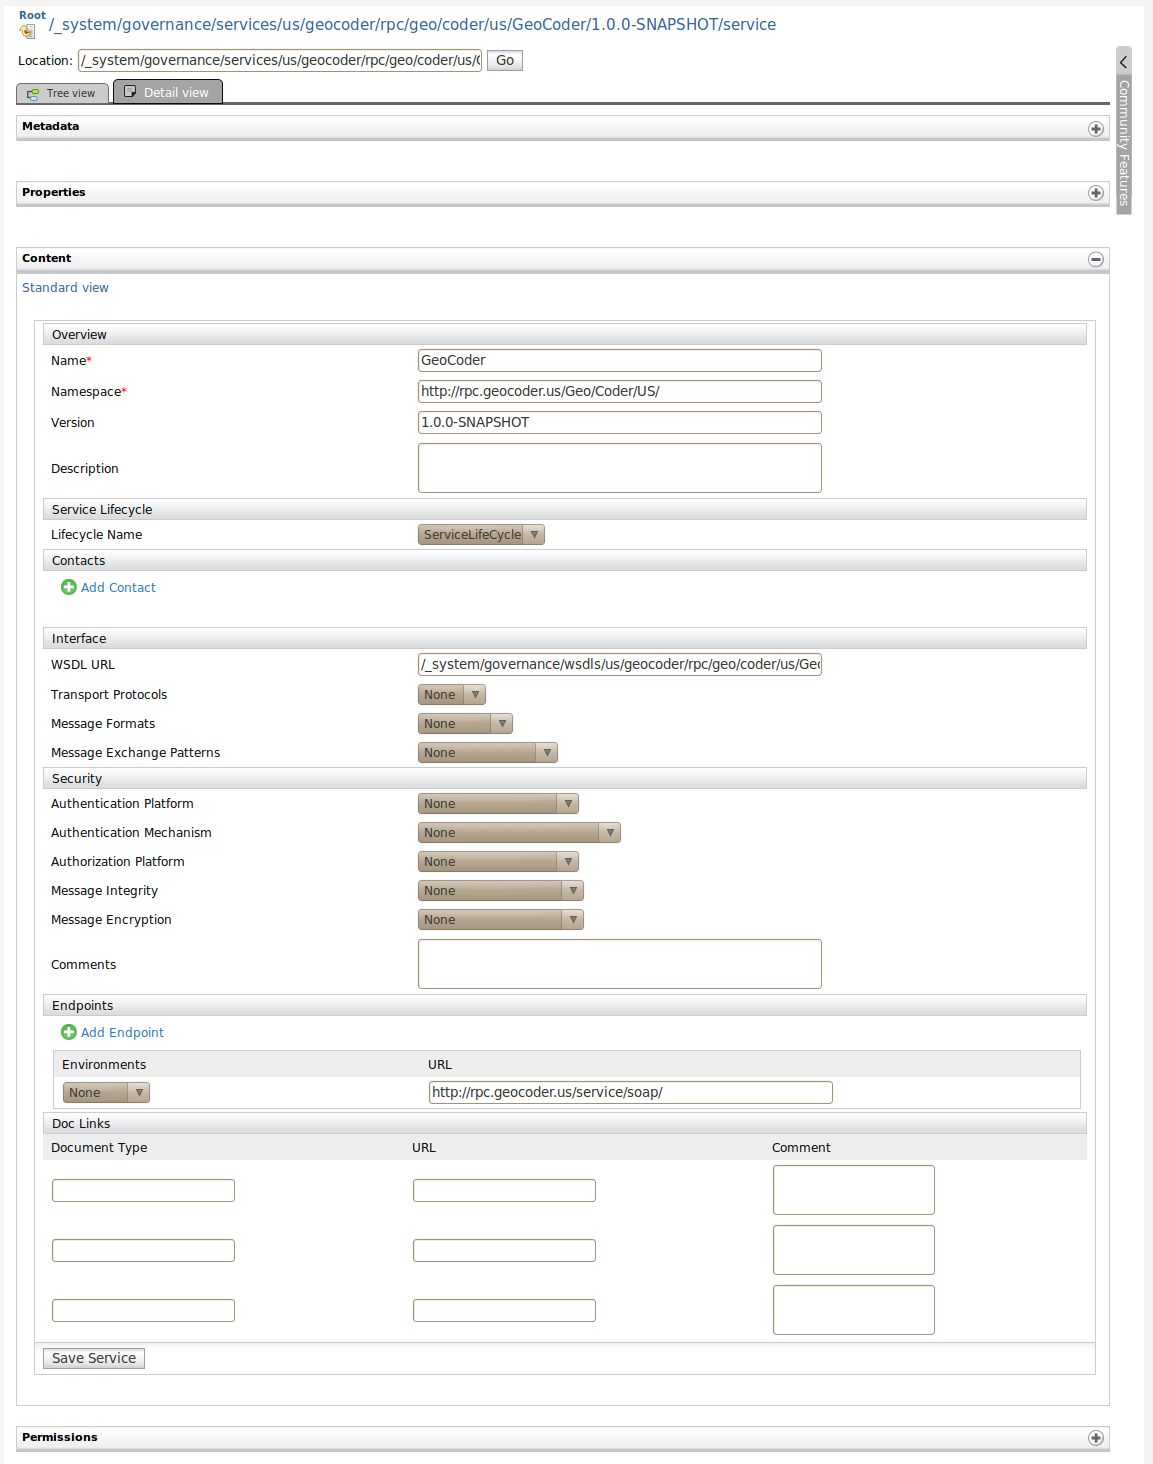 Root
/_system/governance/services/us/geocoder/rpc/geo/coder/us/GeoCoder/1.0.0-SNAPSHOT/service
Location: /_system/governance/services/us/geocoder/rpc/geo/coder/us/ Go
Tree view Detail view
Community Features
Metadata
Properties
Content
Standard view
Overview
Name* GeoCoder
Namespace* http://rpc.geocoder.us/Geo/Coder/US/
Version 1.0.0-SNAPSHOT
Description
Service Lifecycle
Lifecycle Name ServiceLifeCycle
Contacts
Add Contact
Interface
WSDL URL /_system/governance/wsdls/us/geocoder/rpc/geo/coder/us/Geo
Transport Protocols None
Message Formats None
Message Exchange Patterns None
Security
Authentication Platform None
Authentication Mechanism None
Authorization Platform None
Message Integrity None
Message Encryption None
Comments
Endpoints
Add Endpoint
Environments URL
None http://rpc.geocoder.us/service/soap/
Doc Links
Document Type URL Comment
Save Service
Permissions